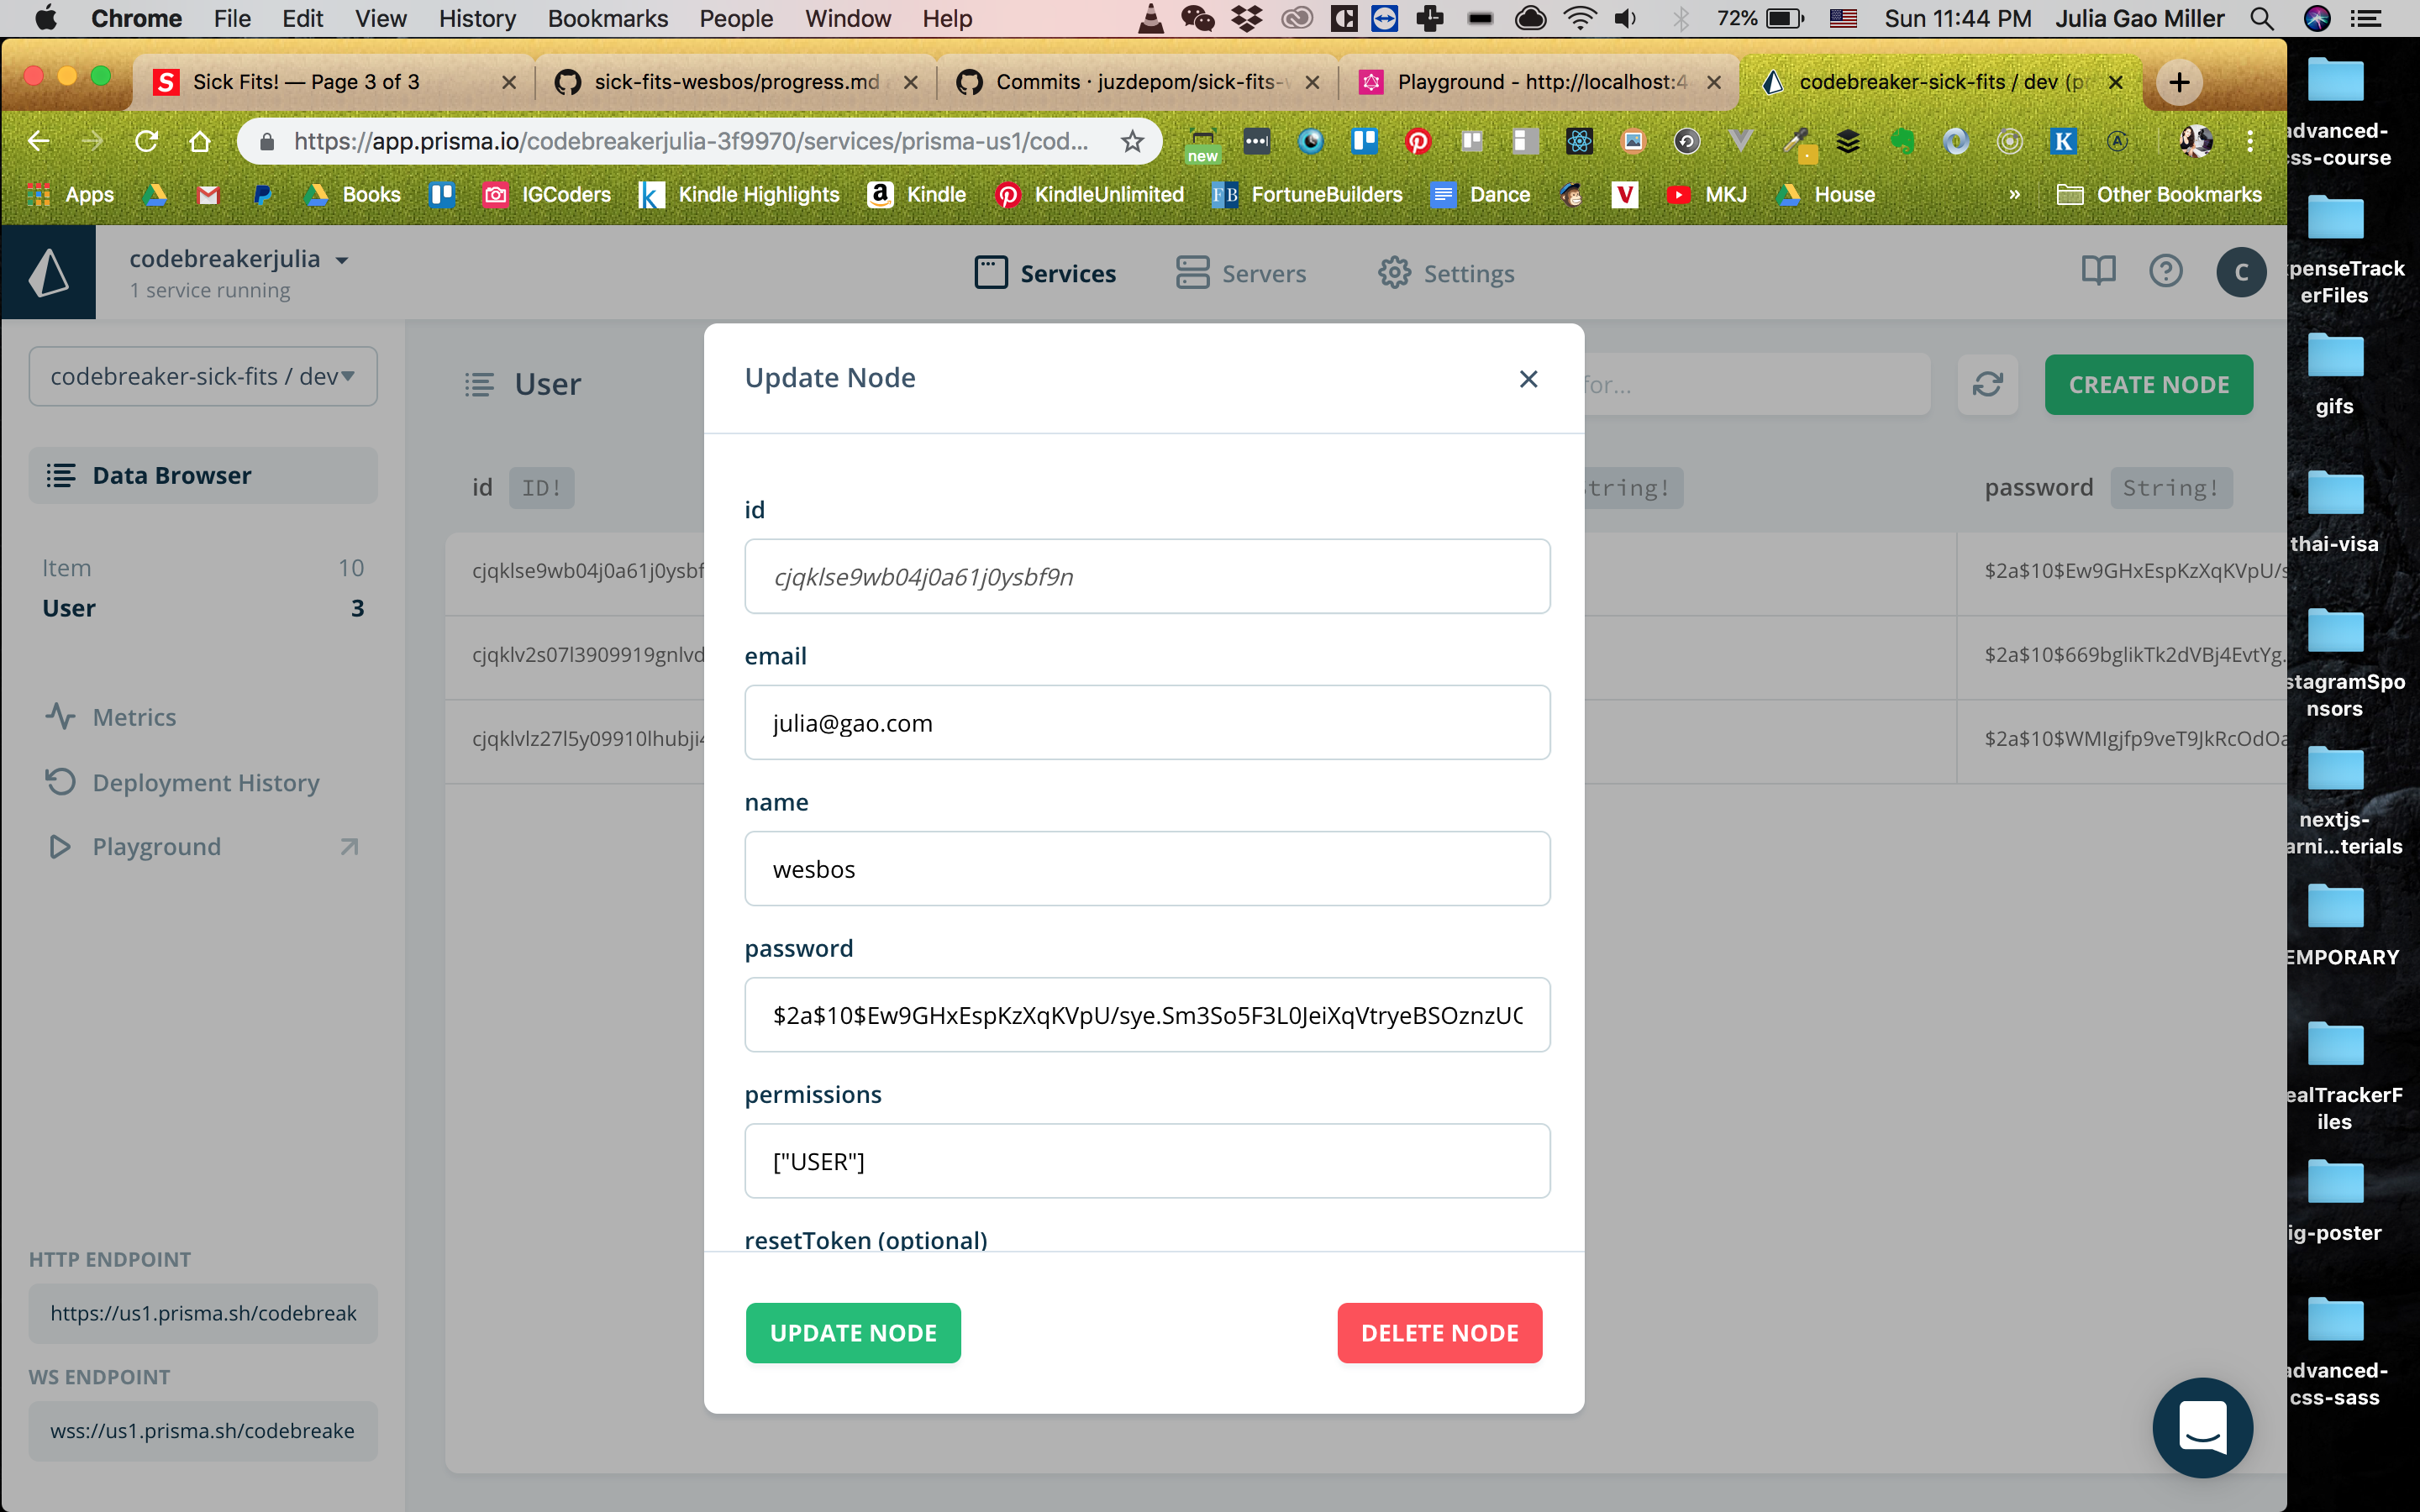 Chrome File Edit View History Bookmarks People Window Help 72% Sun 11:44 PM Julia Gao Miller
Sick Fits! — Page 3 of 3
sick-fits-wesbos/progress.md
Commits · juzdepom/sick-fits-
Playground - http://localhost:4
codebreaker-sick-fits / dev (p
https://app.prisma.io/codebreakerjulia-3f9970/services/prisma-us1/cod...
new
Apps Books IGCoders Kindle Highlights Kindle KindleUnlimited FortuneBuilders Dance MKJ House » Other Bookmarks
codebreakerjulia
1 service running
Services Servers Settings
C
codebreaker-sick-fits / dev
Data Browser
Item 10
User 3
Metrics
Deployment History
Playground
HTTP ENDPOINT
https://us1.prisma.sh/codebreak
WS ENDPOINT
wss://us1.prisma.sh/codebreake
User
for...
CREATE NODE
id ID!
tring!
password String!
cjqklse9wb04j0a61j0ysbf
$2a$10$Ew9GHxEspKzXqKVpU/s
cjqklv2s07l3909919gnlvd
$2a$10$669bglikTk2dVBj4EvtYg.
cjqklvlz27l5y09910lhubji4
$2a$10$WMIgjfp9veT9JkRcOdOa
Update Node
id
cjqklse9wb04j0a61j0ysbf9n
email
julia@gao.com
name
wesbos
password
$2a$10$Ew9GHxEspKzXqKVpU/sye.Sm3So5F3L0JeiXqVtryeBSOznzUC
permissions
["USER"]
resetToken (optional)
UPDATE NODE
DELETE NODE
advanced-
css-course
penseTrack
erFiles
gifs
thai-visa
stagramSpo
nsors
nextjs-
arni...terials
EMPORARY
ealTrackerF
iles
ig-poster
advanced-
css-sass